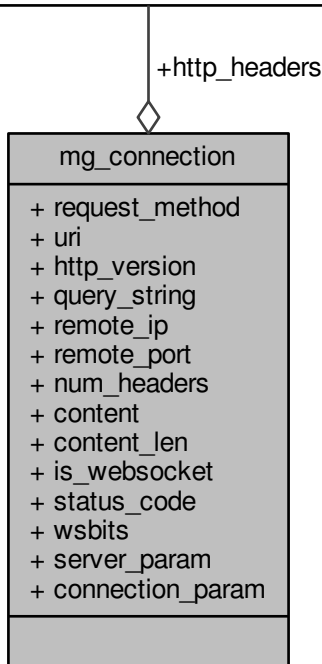 +http_headers
mg_connection
+ request_method
+ uri
+ http_version
+ query_string
+ remote_ip
+ remote_port
+ num_headers
+ content
+ content_len
+ is_websocket
+ status_code
+ wsbits
+ server_param
+ connection_param